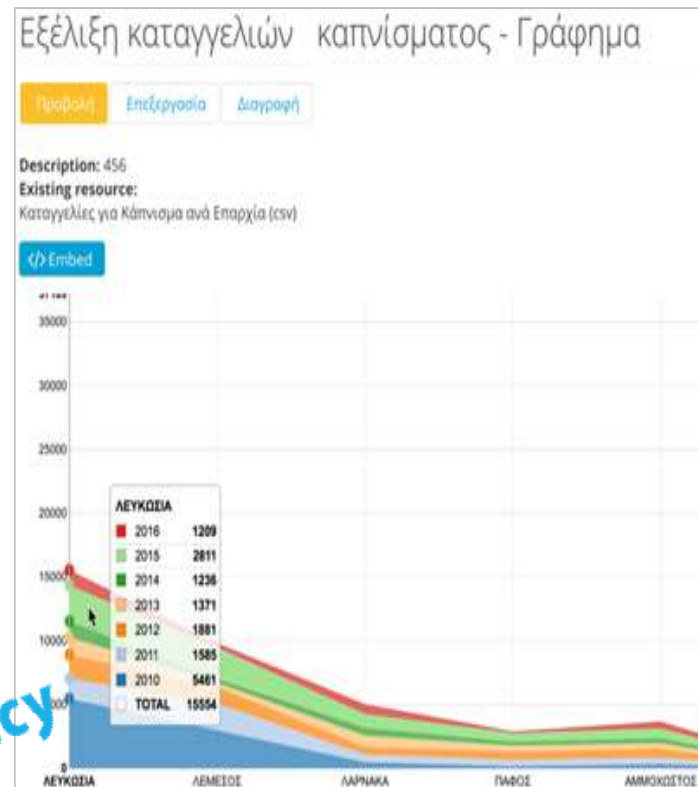 Εξέλιξη καταγγελιών καπνίσματος - Γράφημα
Προβολή Επεξεργασία Διαγραφή
Description: 456
Existing resource:
Καταγγελίες για Κάπνισμα ανά Επαρχία (csv)
</> Embed
35000
30000
25000
20000
15000
10000
0
ΛΕΥΚΩΣΙΑ
2016 1209
2015 2811
2014 1236
2013 1371
2012 1881
2011 1585
2010 5461
TOTAL 15554
cy
ΛΕΥΚΩΣΙΑ ΛΕΜΕΣΟΣ ΛΑΡΝΑΚΑ ΠΑΦΟΣ ΑΜΜΟΧΩΣΤΟΣ